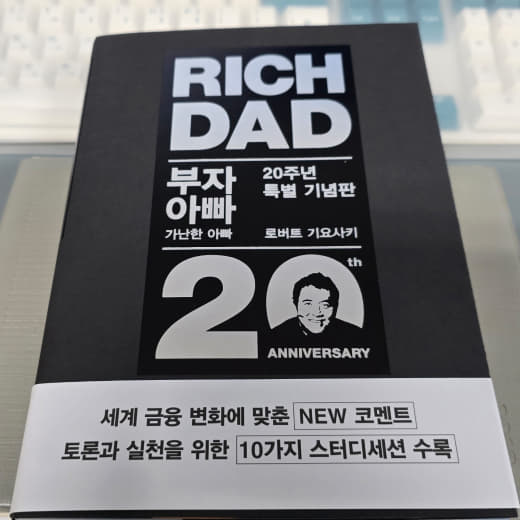 RICH
DAD
부자
아빠
가난한 아빠
20주년
특별 기념판
로버트 기요사키
20th
ANNIVERSARY
세계 금융 변화에 맞춘 NEW 코멘트
토론과 실천을 위한 10가지 스터디세션 수록